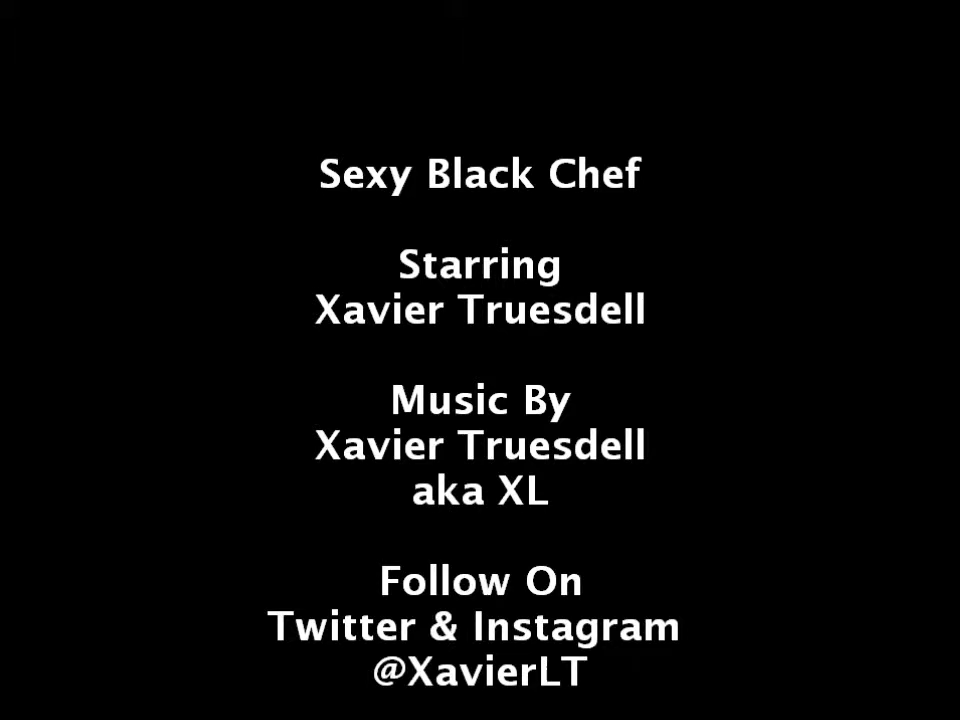 Sexy Black Chef
Starring
Xavier Truesdell
Music By
Xavier Truesdell
aka XL
Follow On
Twitter & Instagram
@XavierLT